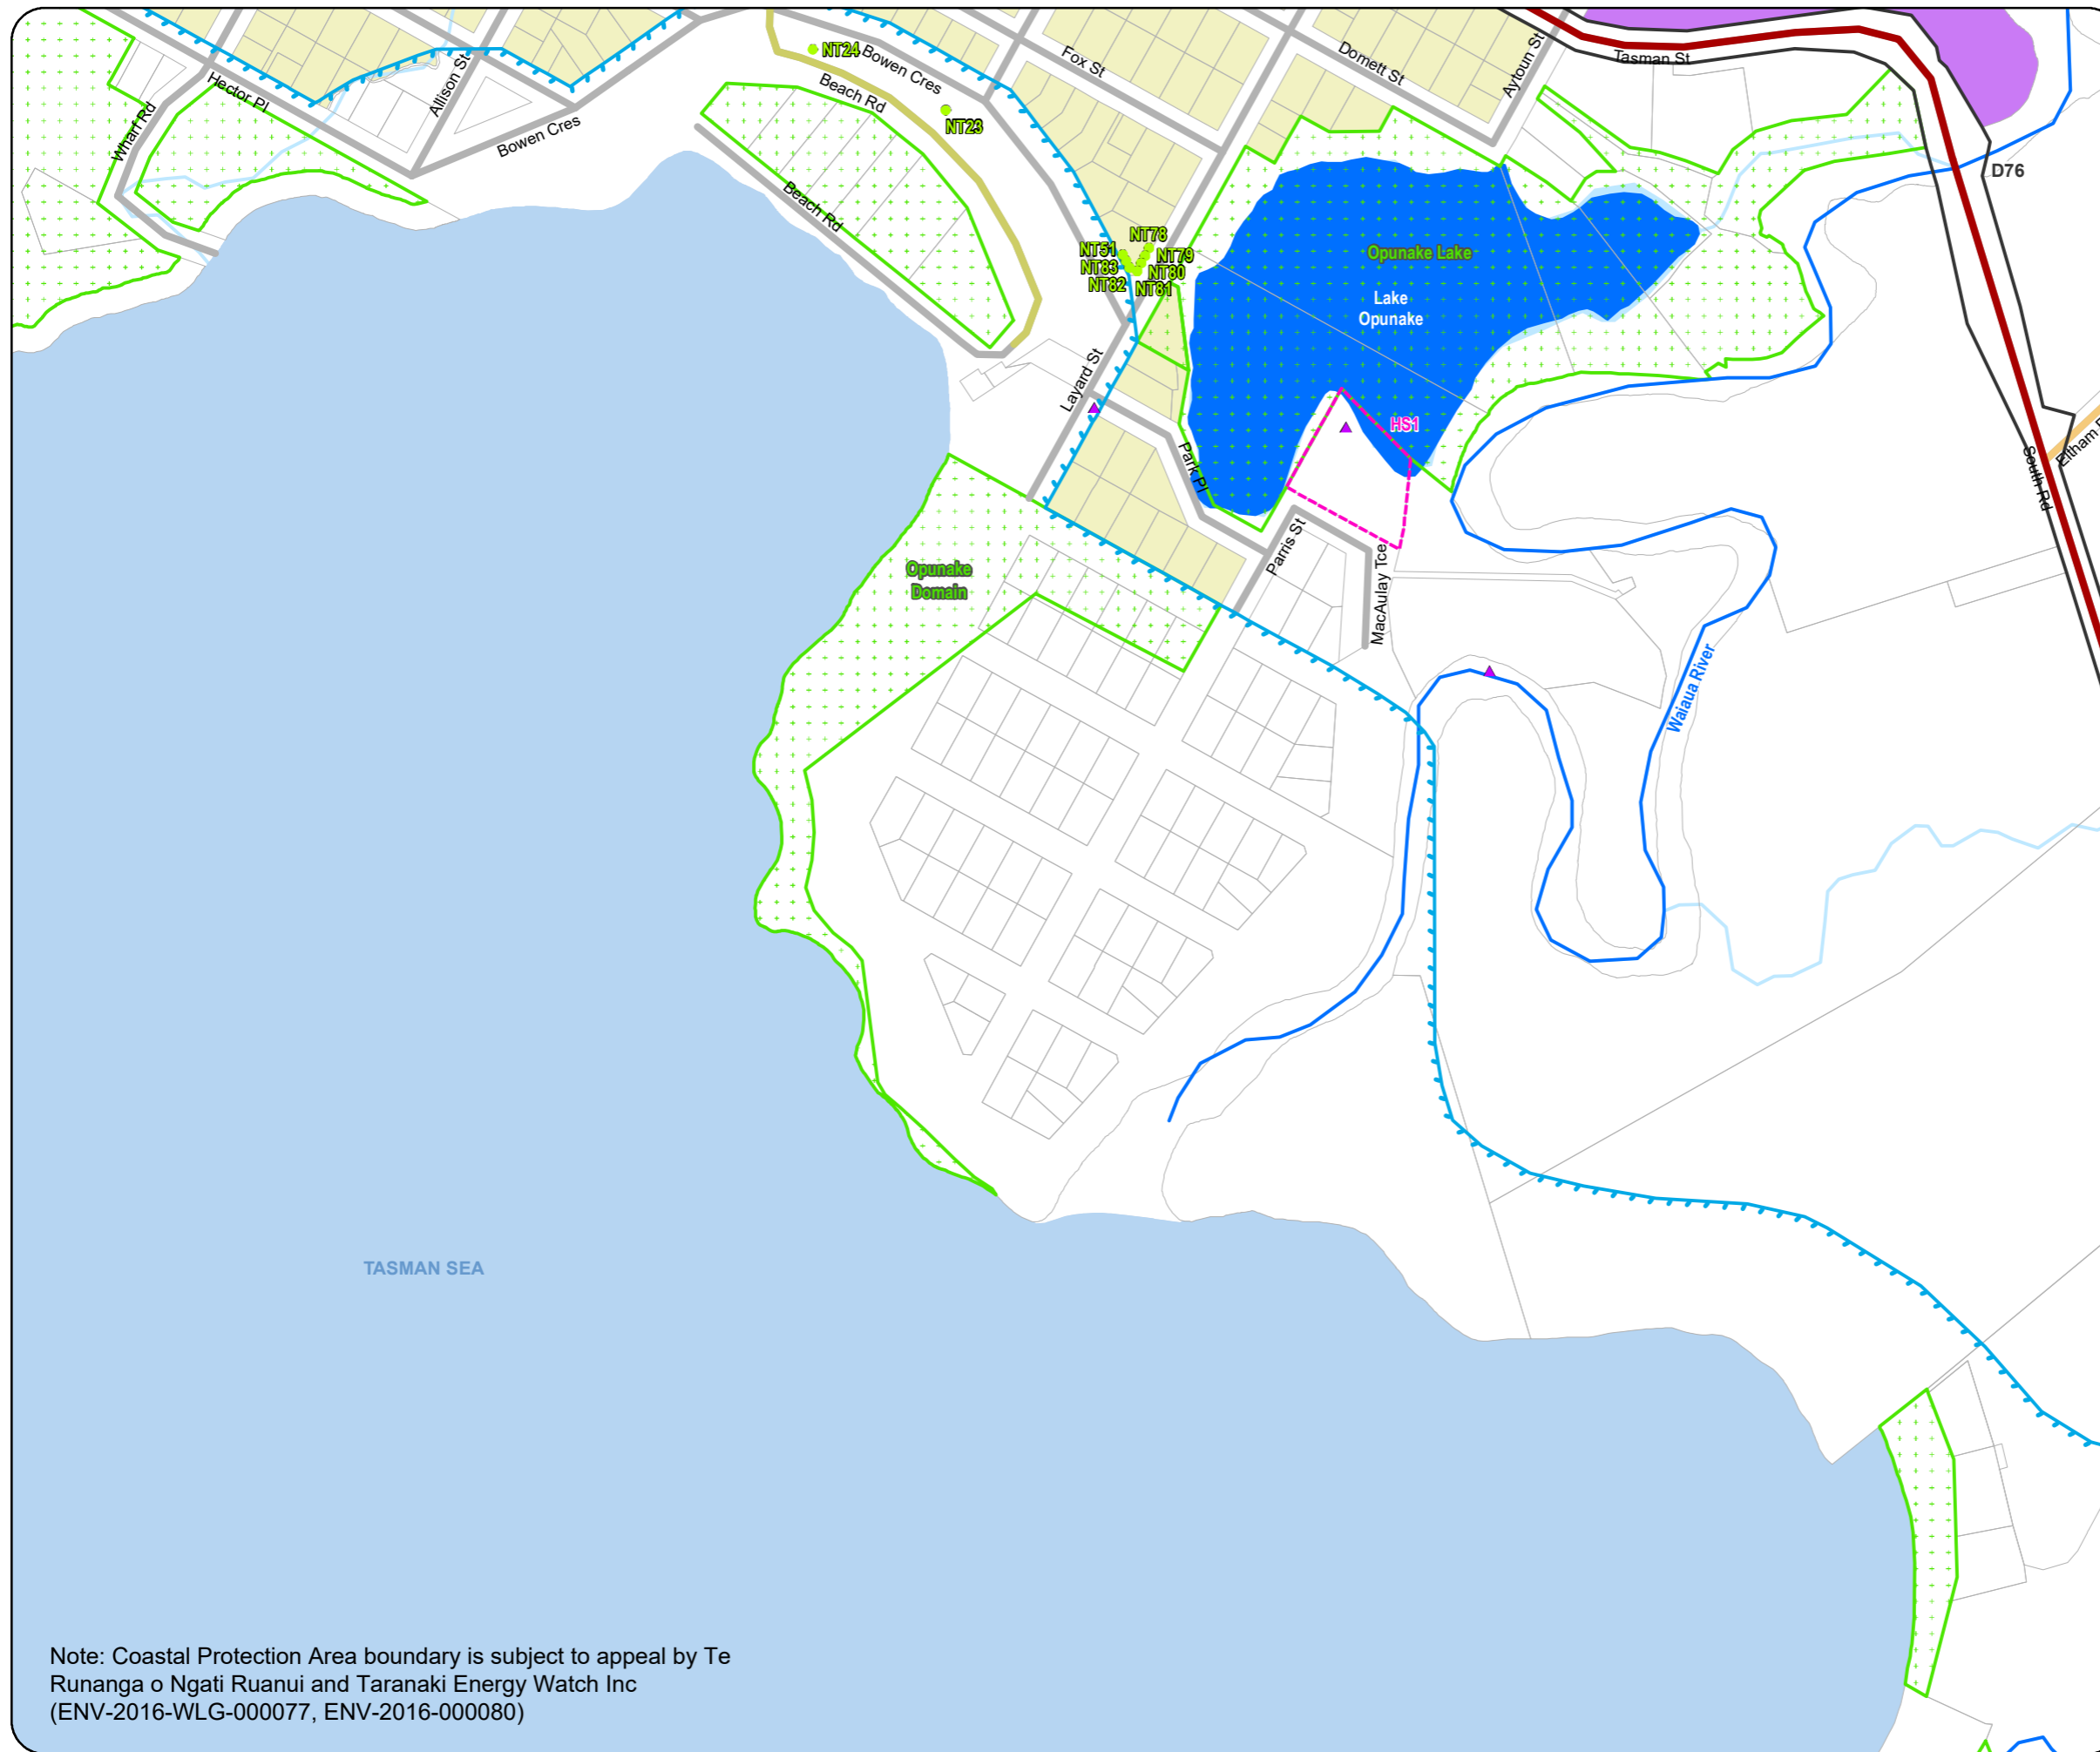 NT24
Bowen Cres
Fox St
Domett St
Aytoun St
Tasman St
Hector Pl
Allison St
Beach Rd
NT23
Wharf Rd
Bowen Cres
D76
Beach Rd
NT78
NT51
NT79
NT83
NT80
NT82
NT81
Opunake Lake
Lake
Opunake
Layard St
HS1
Park Pl
South Rd
Parris St
MacAulay Tce
Opunake
Domain
Waiaua River
TASMAN SEA
Note: Coastal Protection Area boundary is subject to appeal by Te
Runanga o Ngati Ruanui and Taranaki Energy Watch Inc
(ENV-2016-WLG-000077, ENV-2016-000080)
Eltham